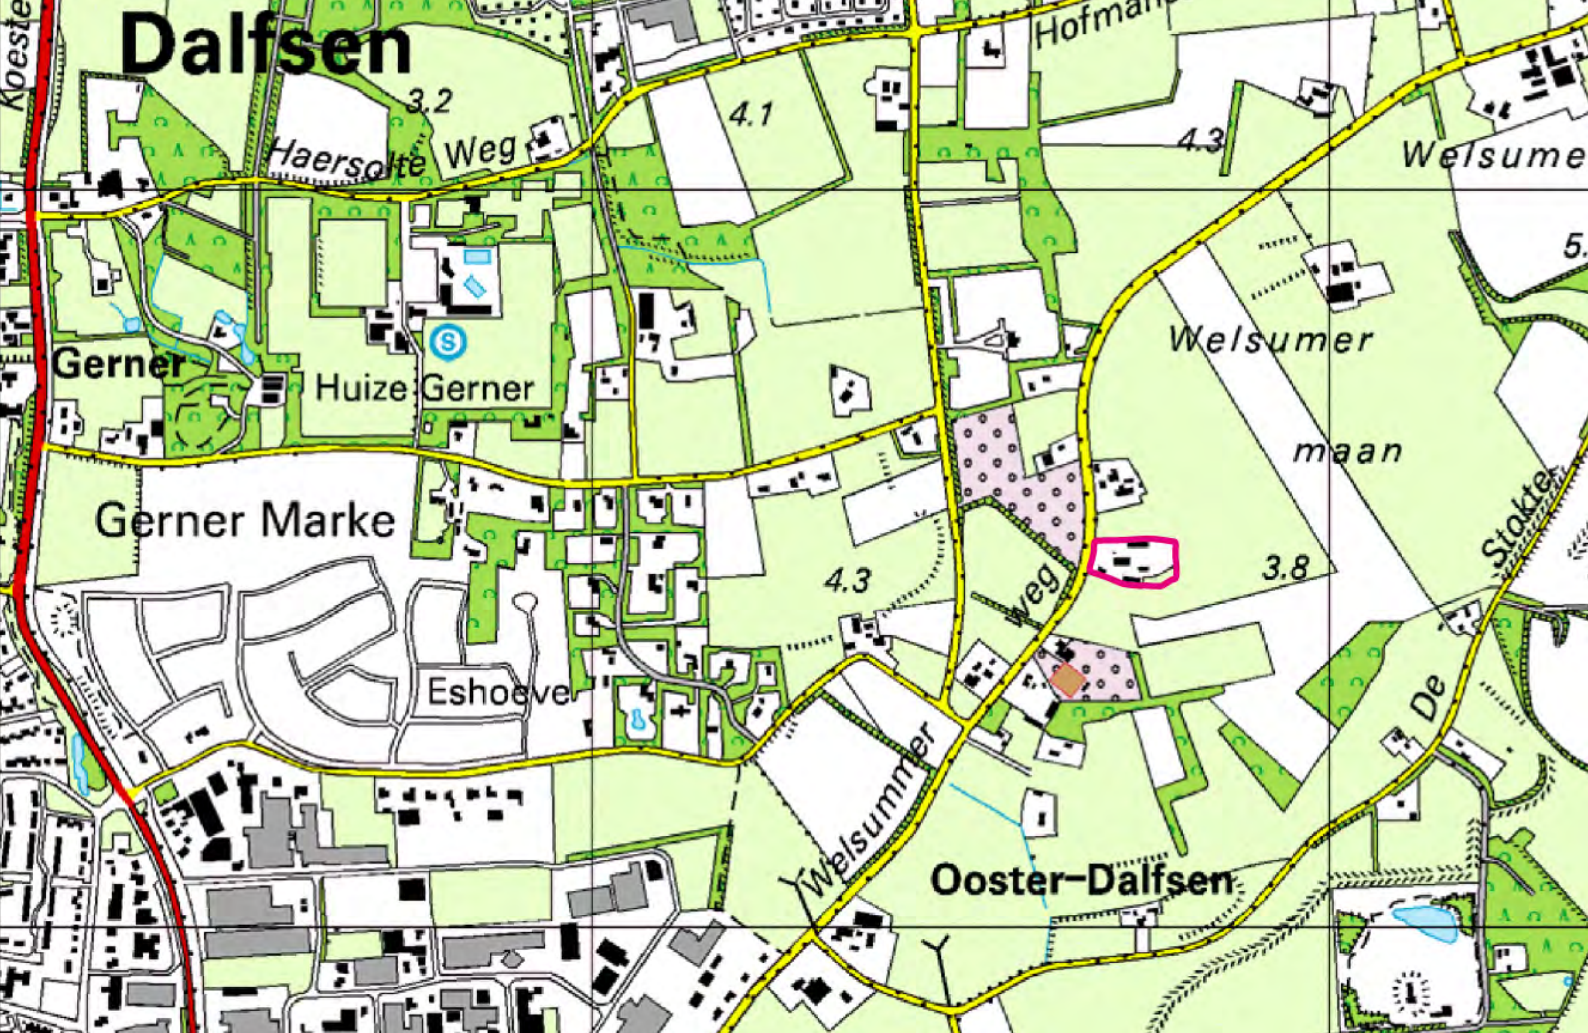 Koeste
Dalfsen
Hofman
3.2
4.1
4.3
Haersolte Weg
Welsume
5.
Welsumer
S
Gerner
Huize Gerner
maan
Gerner Marke
Stokte
3.8
4.3
weg
Eshoeve
De
Welsummer
Ooster-Dalfsen